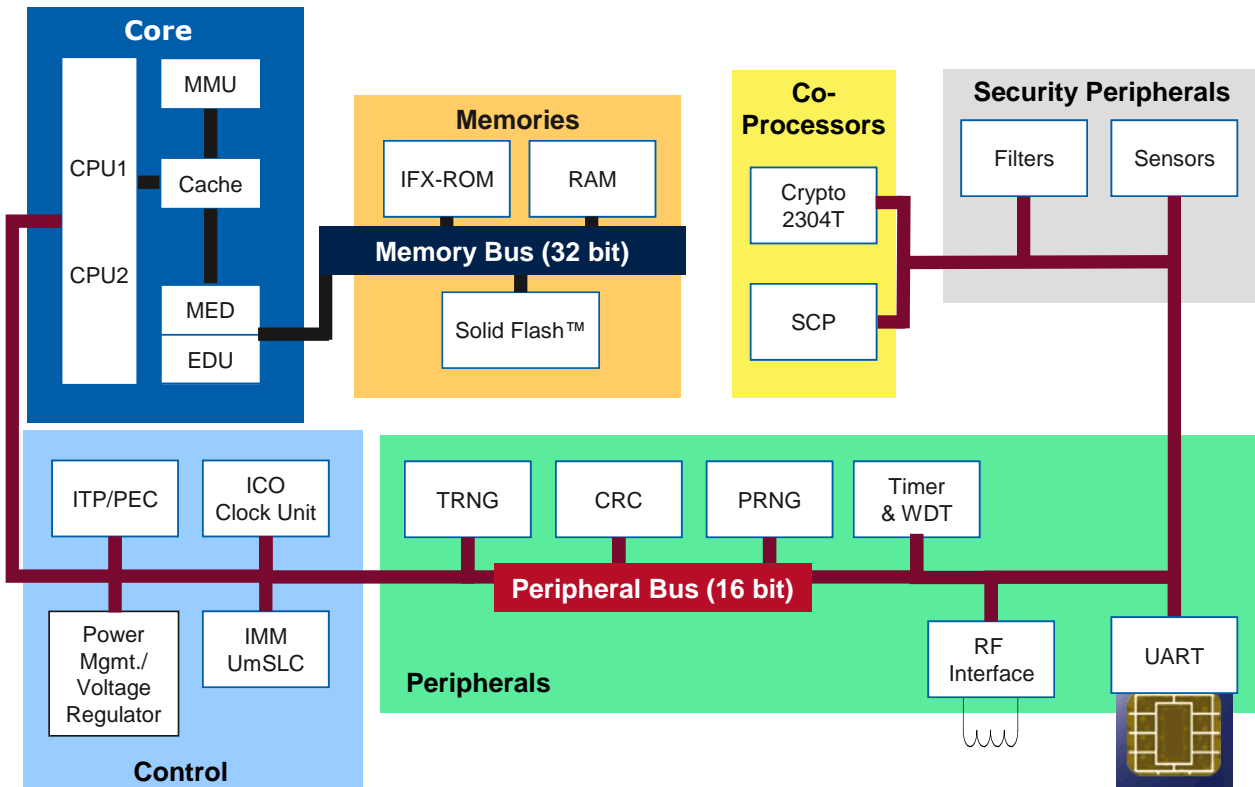 Core
CPU1
CPU2
MMU
Cache
MED
EDU
Memories
IFX-ROM
RAM
Memory Bus (32 bit)
Solid Flash™
Co-
Processors
Crypto
2304T
SCP
Security Peripherals
Filters
Sensors
ITP/PEC
ICO
Clock Unit
Power
Mgmt./
Voltage
Regulator
IMM
UmSLC
Control
TRNG
CRC
PRNG
Timer
& WDT
Peripheral Bus (16 bit)
RF
Interface
UART
Peripherals